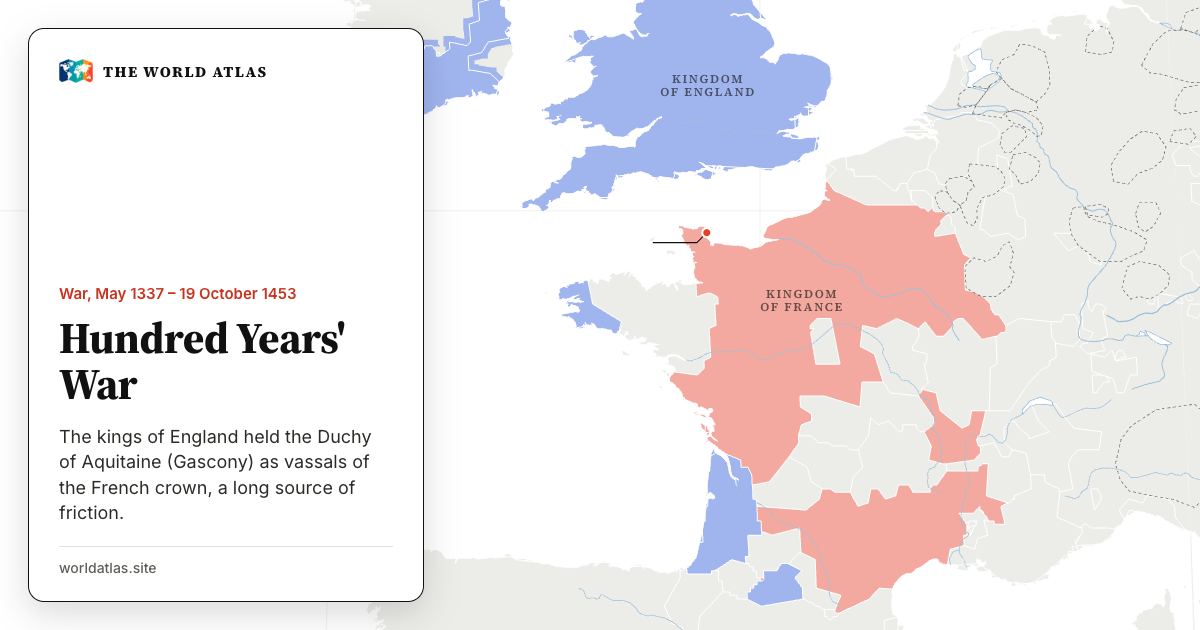 THE WORLD ATLAS
War, May 1337 – 19 October 1453
Hundred Years'
War
The kings of England held the Duchy
of Aquitaine (Gascony) as vassals of
the French crown, a long source of
friction.
worldatlas.site
KINGDOM
OF ENGLAND
KINGDOM
OF FRANCE